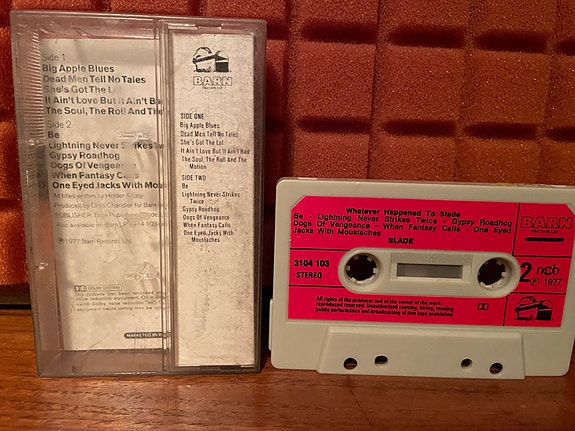 Side 1
Big Apple Blues
Dead Men Tell No Tales
She's Got The Lot
It Ain't Love But It Ain't Bad
The Soul, The Roll And The
Side 2
Be
Lightning Never Strikes
Gypsy Roadhog
Dogs Of Vengeance
When Fantasy Calls
One Eyed Jacks With Mous
All titles written by Holder &
Produced by Chas Chandler for Barn
PUBLISHER: Barn Publishing
Also available on Barn LP
℗ 1977 Barn Records Ltd.
DOLBY SYSTEM
MARKETED BY
BARN
Records Ltd
SIDE ONE
Big Apple Blues
Dead Men Tell No Tales
She's Got The Lot
It Ain't Love But It Ain't Bad
The Soul, The Roll And The
Motion
SIDE TWO
Be
Lightning Never Strikes
Twice
Gypsy Roadhog
Dogs Of Vengeance
When Fantasy Calls
One Eyed Jacks With
Moustaches
Whatever Happened To Slade
Be - Lightning Never Strikes Twice - Gypsy Roadhog
Dogs Of Vengeance - When Fantasy Calls - One Eyed
Jacks With Moustaches
SLADE
BARN
Records Ltd
3104 103
STEREO
2 ncb
℗ 1977
All rights of the producer and of the owner of the work
reproduced reserved. Unauthorised copying, hiring, lending,
public performance and broadcasting of this tape prohibited